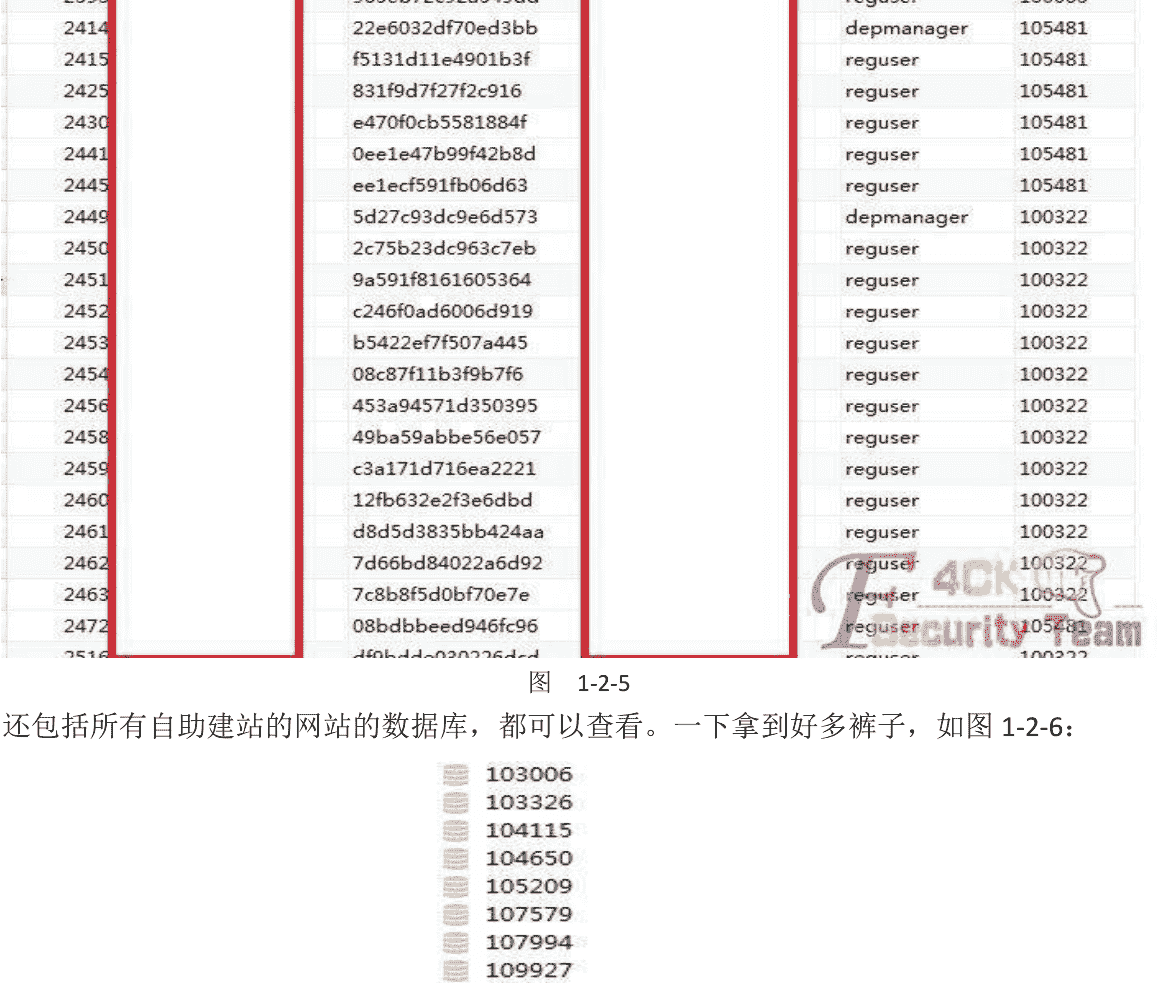 2414 22e6032df70ed3bb depmanager 105481
2415 f5131d11e4901b3f reguser 105481
2425 831f9d7f27f2c916 reguser 105481
2430 e470f0cb5581884f reguser 105481
2441 0ee1e47b99f42b8d reguser 105481
2445 ee1ecf591fb06d63 reguser 105481
2449 5d27c93dc9e6d573 depmanager 100322
2450 2c75b23dc963c7eb reguser 100322
2451 9a591f8161605364 reguser 100322
2452 c246f0ad6006d919 reguser 100322
2453 b5422ef7f507a445 reguser 100322
2454 08c87f11b3f9b7f6 reguser 100322
2456 453a94571d350395 reguser 100322
2458 49ba59abbe56e057 reguser 100322
2459 c3a171d716ea2221 reguser 100322
2460 12fb632e2f3e6dbd reguser 100322
2461 d8d5d3835bb424aa reguser 100322
2462 7d66bd84022a6d92 reguser 100322
2463 7c8b8f5d0bf70e7e reguser 100322
2472 08bdbbeed946fc96 reguser 105481
F4CK
Security Team
图 1-2-5
还包括所有自助建站的网站的数据库，都可以查看。一下拿到好多裤子，如图 1-2-6：
103006
103326
104115
104650
105209
107579
107994
109927